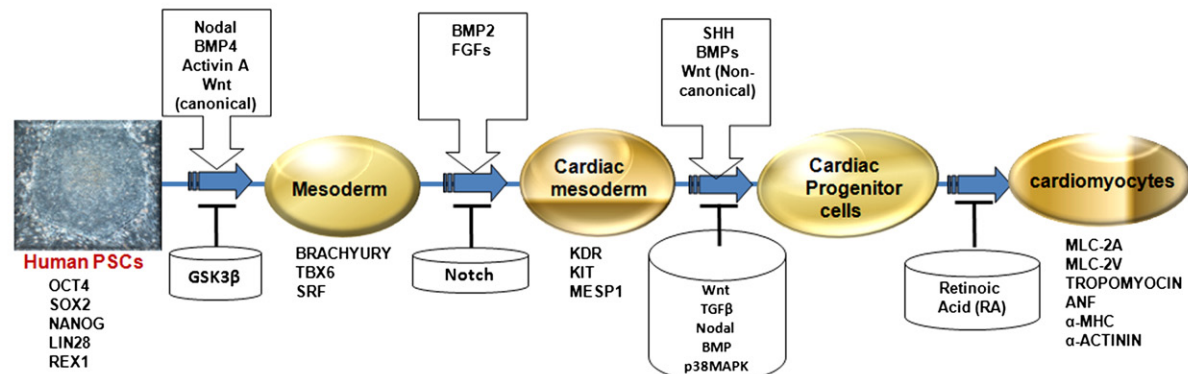 Nodal
BMP4
Activin A
Wnt
(canonical)
BMP2
FGFs
SHH
BMPs
Wnt (Non-
canonical)
Human PSCs
OCT4
SOX2
NANOG
LIN28
REX1
GSK3β
Mesoderm
BRACHYURY
TBX6
SRF
Notch
Cardiac
mesoderm
KDR
KIT
MESP1
Wnt
TGFβ
Nodal
BMP
p38MAPK
Cardiac
Progenitor
cells
Retinoic
Acid (RA)
cardiomyocytes
MLC-2A
MLC-2V
TROPOMYOCIN
ANF
α-MHC
α-ACTININ